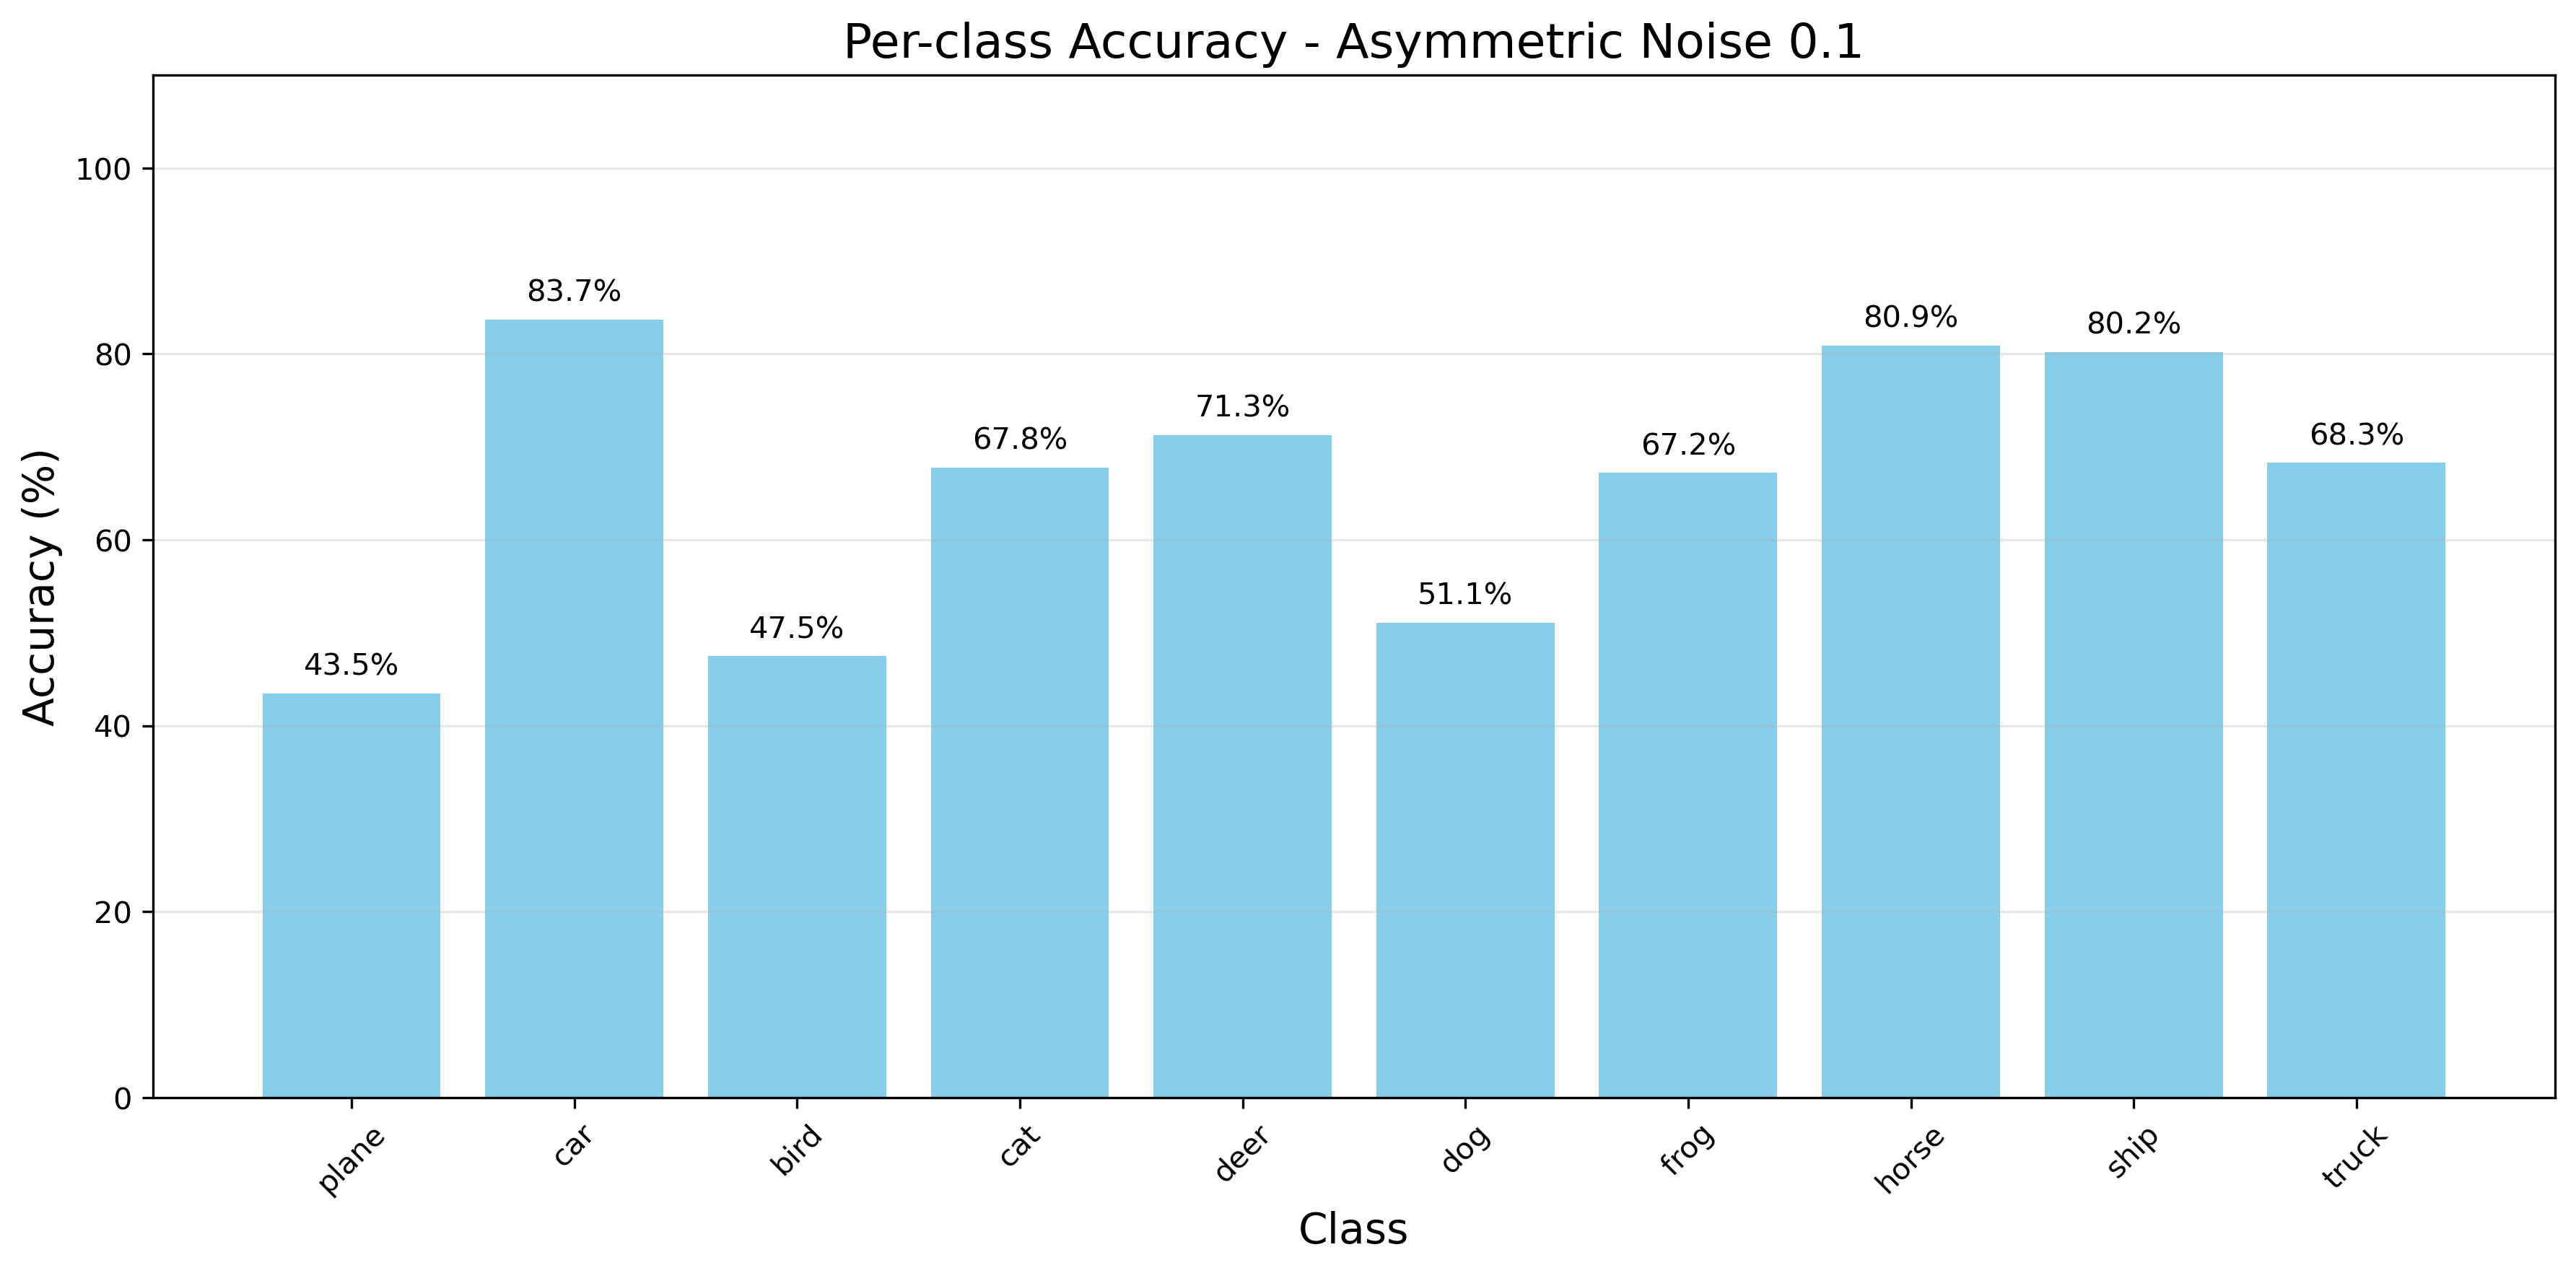 Per-class Accuracy - Asymmetric Noise 0.1
Accuracy (%)
100
80
60
40
20
0
43.5%
83.7%
47.5%
67.8%
71.3%
51.1%
67.2%
80.9%
80.2%
68.3%
plane
car
bird
cat
deer
dog
frog
horse
ship
truck
Class